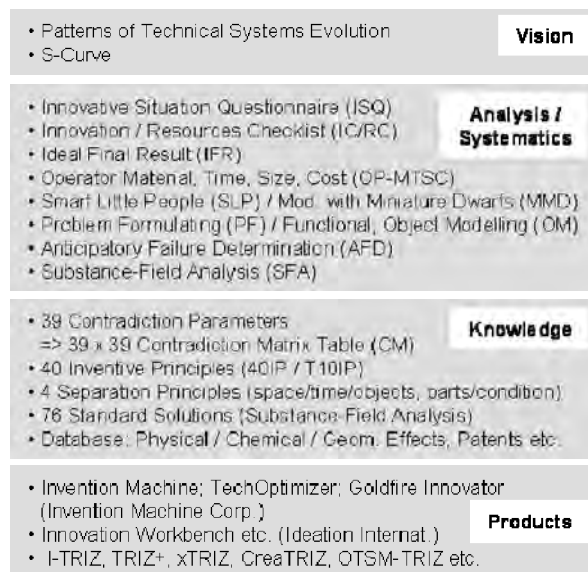 • Patterns of Technical Systems Evolution
• S-Curve
Vision
• Innovative Situation Questionnaire (ISQ)
• Innovation / Resources Checklist (IC/RC)
• Ideal Final Result (IFR)
• Operator Material, Time, Size, Cost (OP-MTSC)
• Smart Little People (SLP) / Mod. with Miniature Dwarfs (MMD)
• Problem Formulating (PF) / Functional, Object Modelling (OM)
• Anticipatory Failure Determination (AFD)
• Substance-Field Analysis (SFA)
Analysis /
Systematics
• 39 Contradiction Parameters
=> 39 x 39 Contradiction Matrix Table (CM)
• 40 Inventive Principles (40IP / T10IP)
• 4 Separation Principles (space/time/objects, parts/condition)
• 76 Standard Solutions (Substance-Field Analysis)
• Database: Physical / Chemical / Geom. Effects, Patents etc.
Knowledge
• Invention Machine; TechOptimizer; Goldfire Innovator
(Invention Machine Corp.)
• Innovation Workbench etc. (Ideation Internat.)
• I-TRIZ, TRIZ+, xTRIZ, CreaTRIZ, OTSM-TRIZ etc.
Products